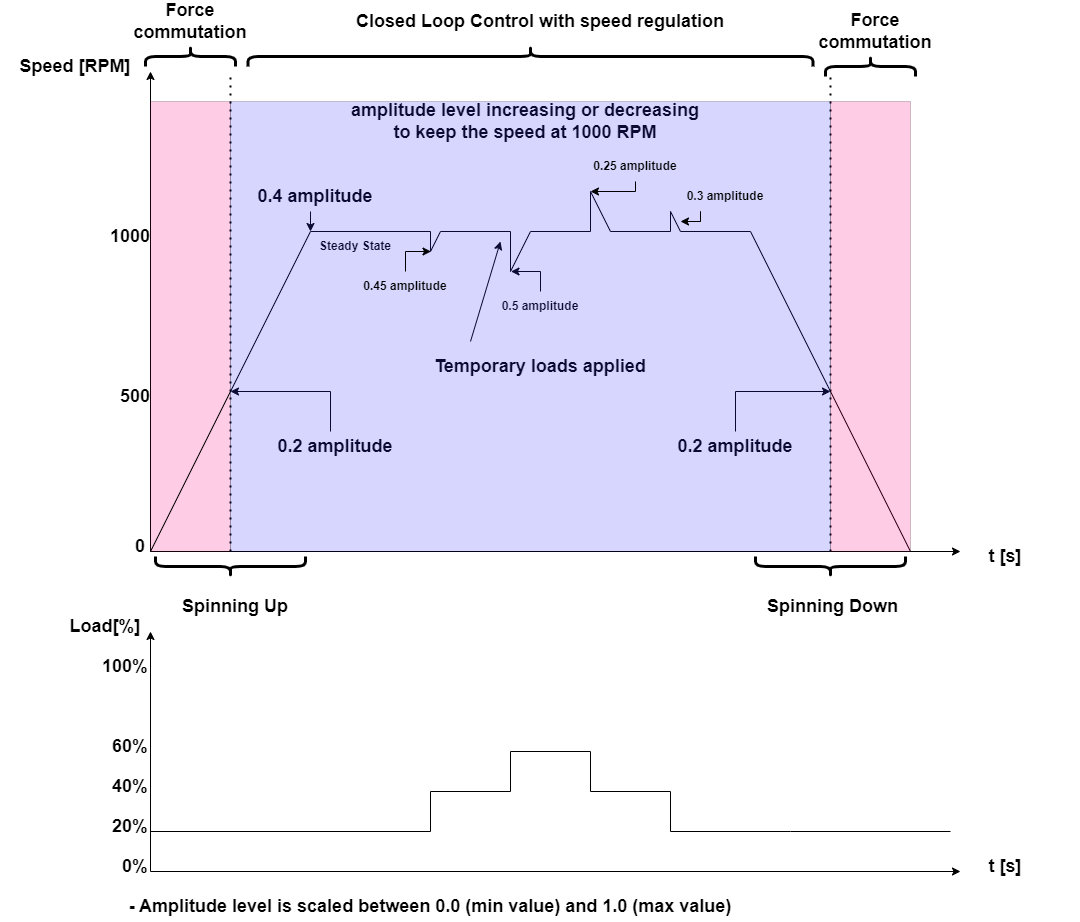 Force
commutation
Closed Loop Control with speed regulation
Force
commutation
Speed [RPM]
amplitude level increasing or decreasing
to keep the speed at 1000 RPM
0.25 amplitude
0.4 amplitude
0.3 amplitude
1000
Steady State
0.45 amplitude
0.5 amplitude
Temporary loads applied
500
0.2 amplitude
0.2 amplitude
0
t [s]
Spinning Up
Spinning Down
Load[%]
100%
60%
40%
20%
0%
t [s]
- Amplitude level is scaled between 0.0 (min value) and 1.0 (max value)